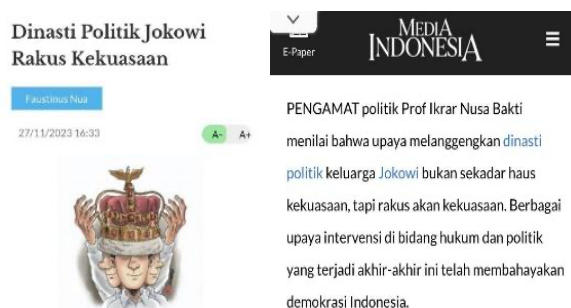 Dinasti Politik Jokowi
Rakus Kekuasaan
Faustinus Nua
27/11/2023 16:33
A- A+
E-Paper
MEDIA
INDONESIA
PENGAMAT politik Prof Ikrar Nusa Bakti
menilai bahwa upaya melanggengkan dinasti
politik keluarga Jokowi bukan sekadar haus
kekuasaan, tapi rakus akan kekuasaan. Berbagai
upaya intervensi di bidang hukum dan politik
yang terjadi akhir-akhir ini telah membahayakan
demokrasi Indonesia.